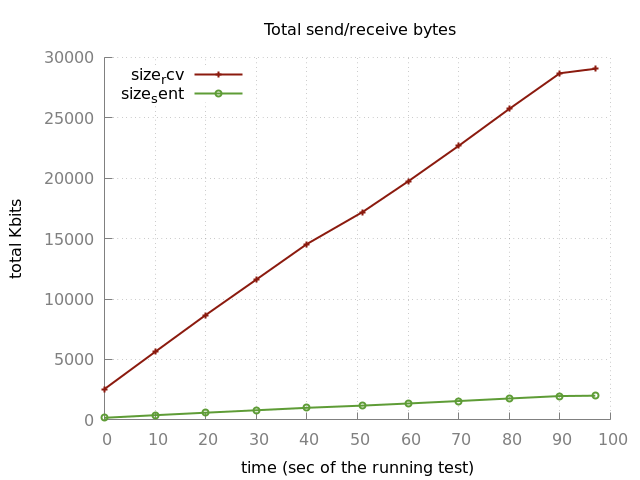 Total send/receive bytes
30000
25000
20000
15000
10000
5000
0
total Kbits
size_rcv
size_sent
0 10 20 30 40 50 60 70 80 90 100
time (sec of the running test)